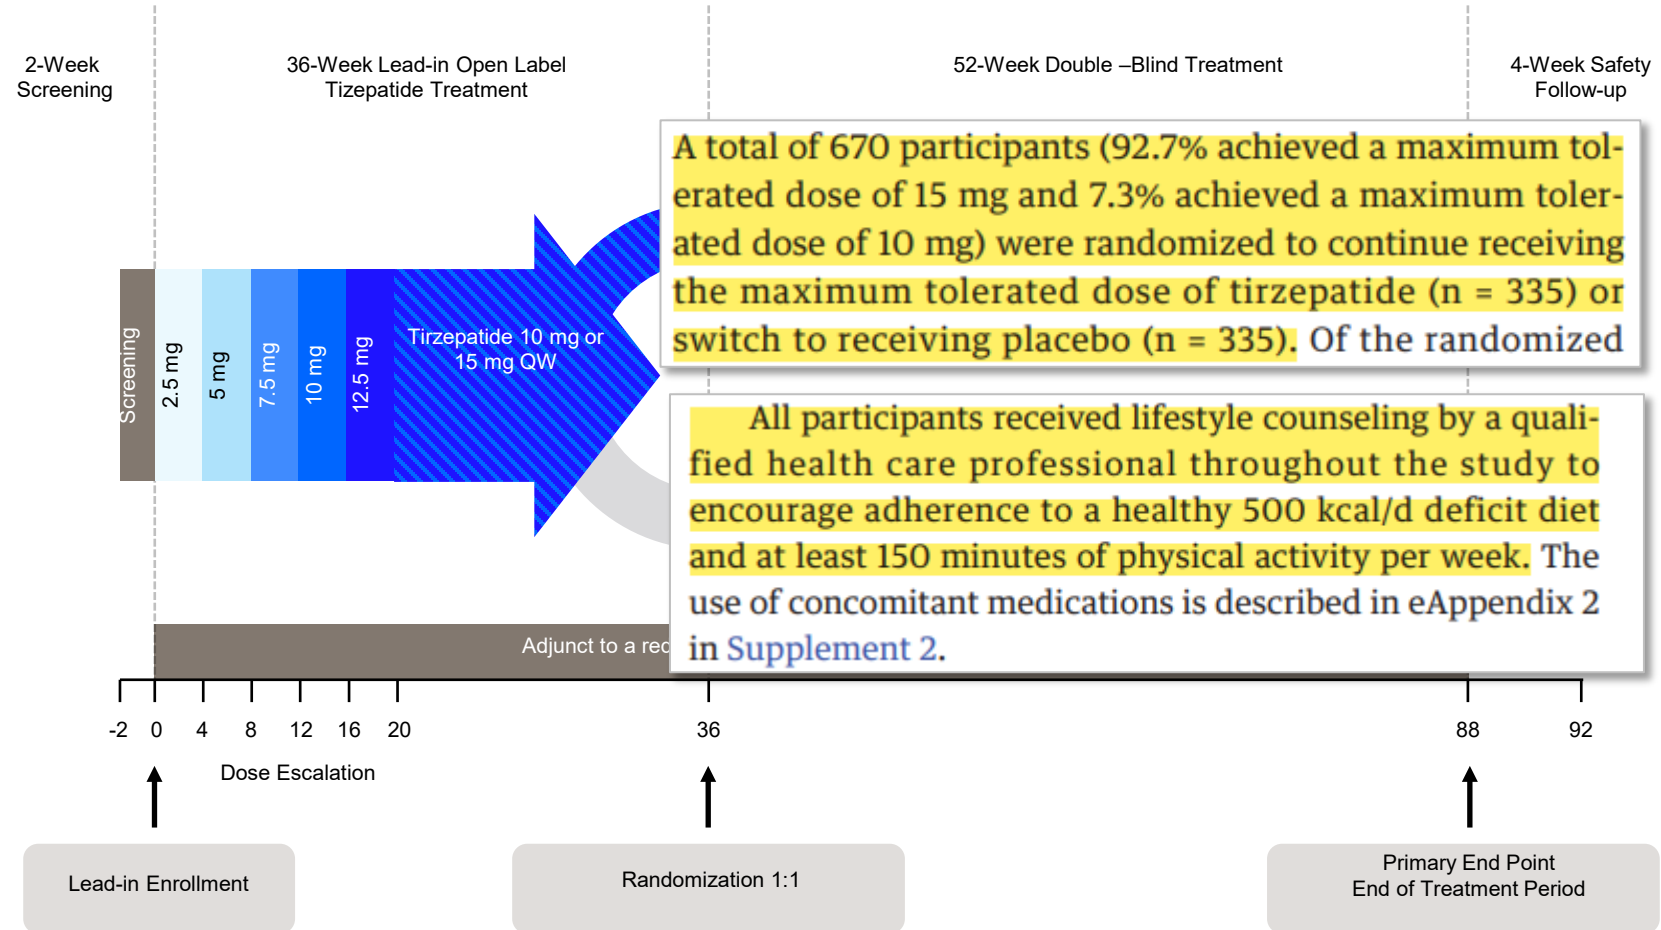 2-Week
Screening
36-Week Lead-in Open Label
Tizepatide Treatment
52-Week Double –Blind Treatment
4-Week Safety
Follow-up
A total of 670 participants (92.7% achieved a maximum tol-
erated dose of 15 mg and 7.3% achieved a maximum toler-
ated dose of 10 mg) were randomized to continue receiving
the maximum tolerated dose of tirzepatide (n = 335) or
switch to receiving placebo (n = 335). Of the randomized
Screening
2.5 mg
5 mg
7.5 mg
10 mg
12.5 mg
Tirzepatide 10 mg or
15 mg QW
All participants received lifestyle counseling by a quali-
fied health care professional throughout the study to
encourage adherence to a healthy 500 kcal/d deficit diet
and at least 150 minutes of physical activity per week. The
use of concomitant medications is described in eAppendix 2
in Supplement 2.
Adjunct to a
-2 0 4 8 12 16 20 36 88 92
Dose Escalation
Lead-in Enrollment
Randomization 1:1
Primary End Point
End of Treatment Period